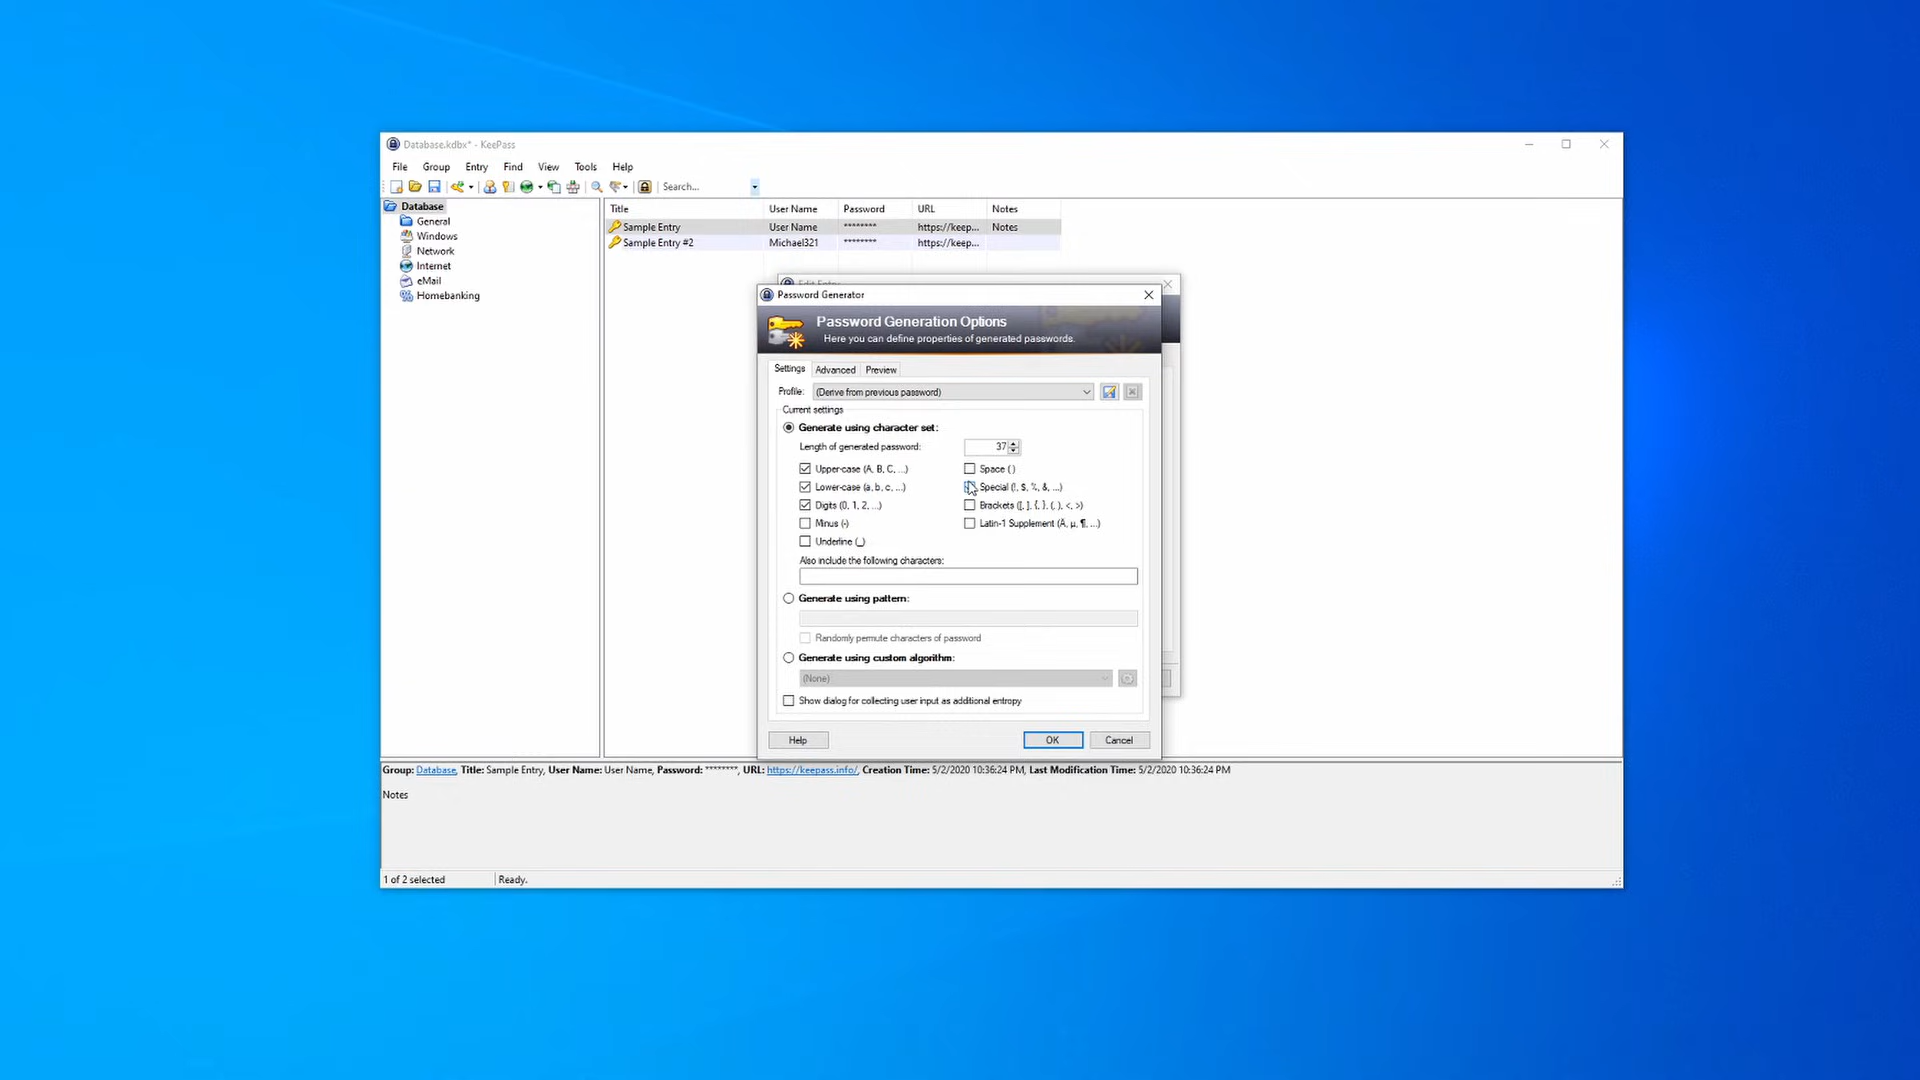 Database.kdbx* - KeePass
File Group Entry Find View Tools Help
Search...
Database
General
Windows
Network
Internet
eMail
Homebanking
Title User Name Password URL Notes
Sample Entry User Name ******** https://keep... Notes
Sample Entry #2 Michael321 ******** https://keep...
Edit Entry
Password Generator
Password Generation Options
Here you can define properties of generated passwords.
Settings Advanced Preview
Profile: (Derive from previous password)
Current settings
Generate using character set:
Length of generated password: 37
Upper-case (A, B, C, ...) Space ( )
Lower-case (a, b, c, ...) Special (!, $, %, &, ...)
Digits (0, 1, 2, ...) Brackets ([, ], {, }, (, ), <, >)
Minus (-) Latin-1 Supplement (Ä, µ, ¶, ...)
Underline (_)
Also include the following characters:
Generate using pattern:
Randomly permute characters of password
Generate using custom algorithm:
(None)
Show dialog for collecting user input as additional entropy
Help OK Cancel
Group: Database, Title: Sample Entry, User Name: User Name, Password: ********, URL: https://keepass.info/, Creation Time: 5/2/2020 10:36:24 PM, Last Modification Time: 5/2/2020 10:36:24 PM
Notes
1 of 2 selected Ready.